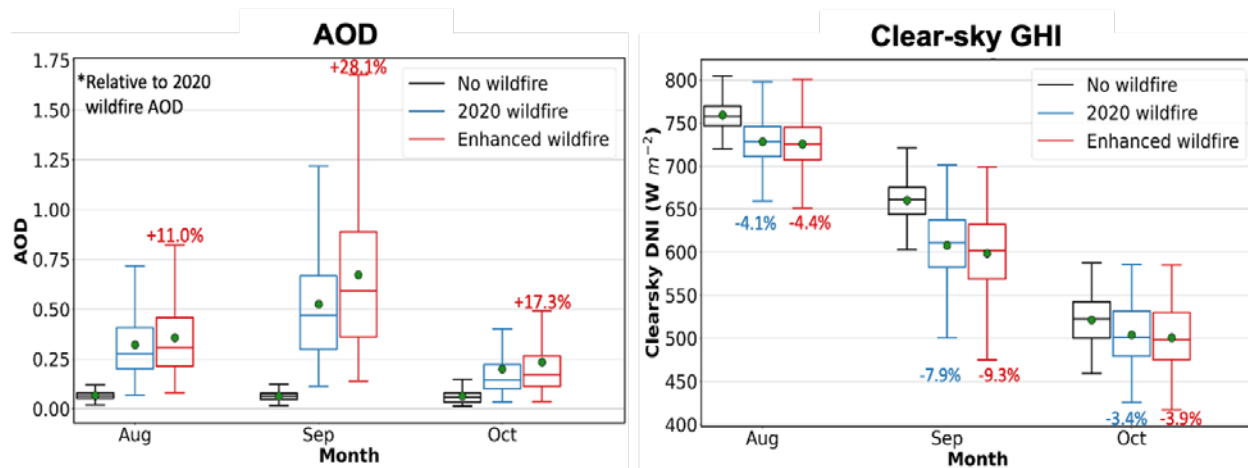 AOD
1.75
1.50
1.25
1.00
0.75
0.50
0.25
0.00
AOD
*Relative to 2020
wildfire AOD
No wildfire
2020 wildfire
Enhanced wildfire
+11.0%
+28.1%
+17.3%
Aug
Sep
Oct
Month
Clear-sky GHI
800
750
700
650
600
550
500
450
400
Clearsky DNI (W m⁻²)
No wildfire
2020 wildfire
Enhanced wildfire
-4.1%
-4.4%
-7.9%
-9.3%
-3.4%
-3.9%
Aug
Sep
Oct
Month